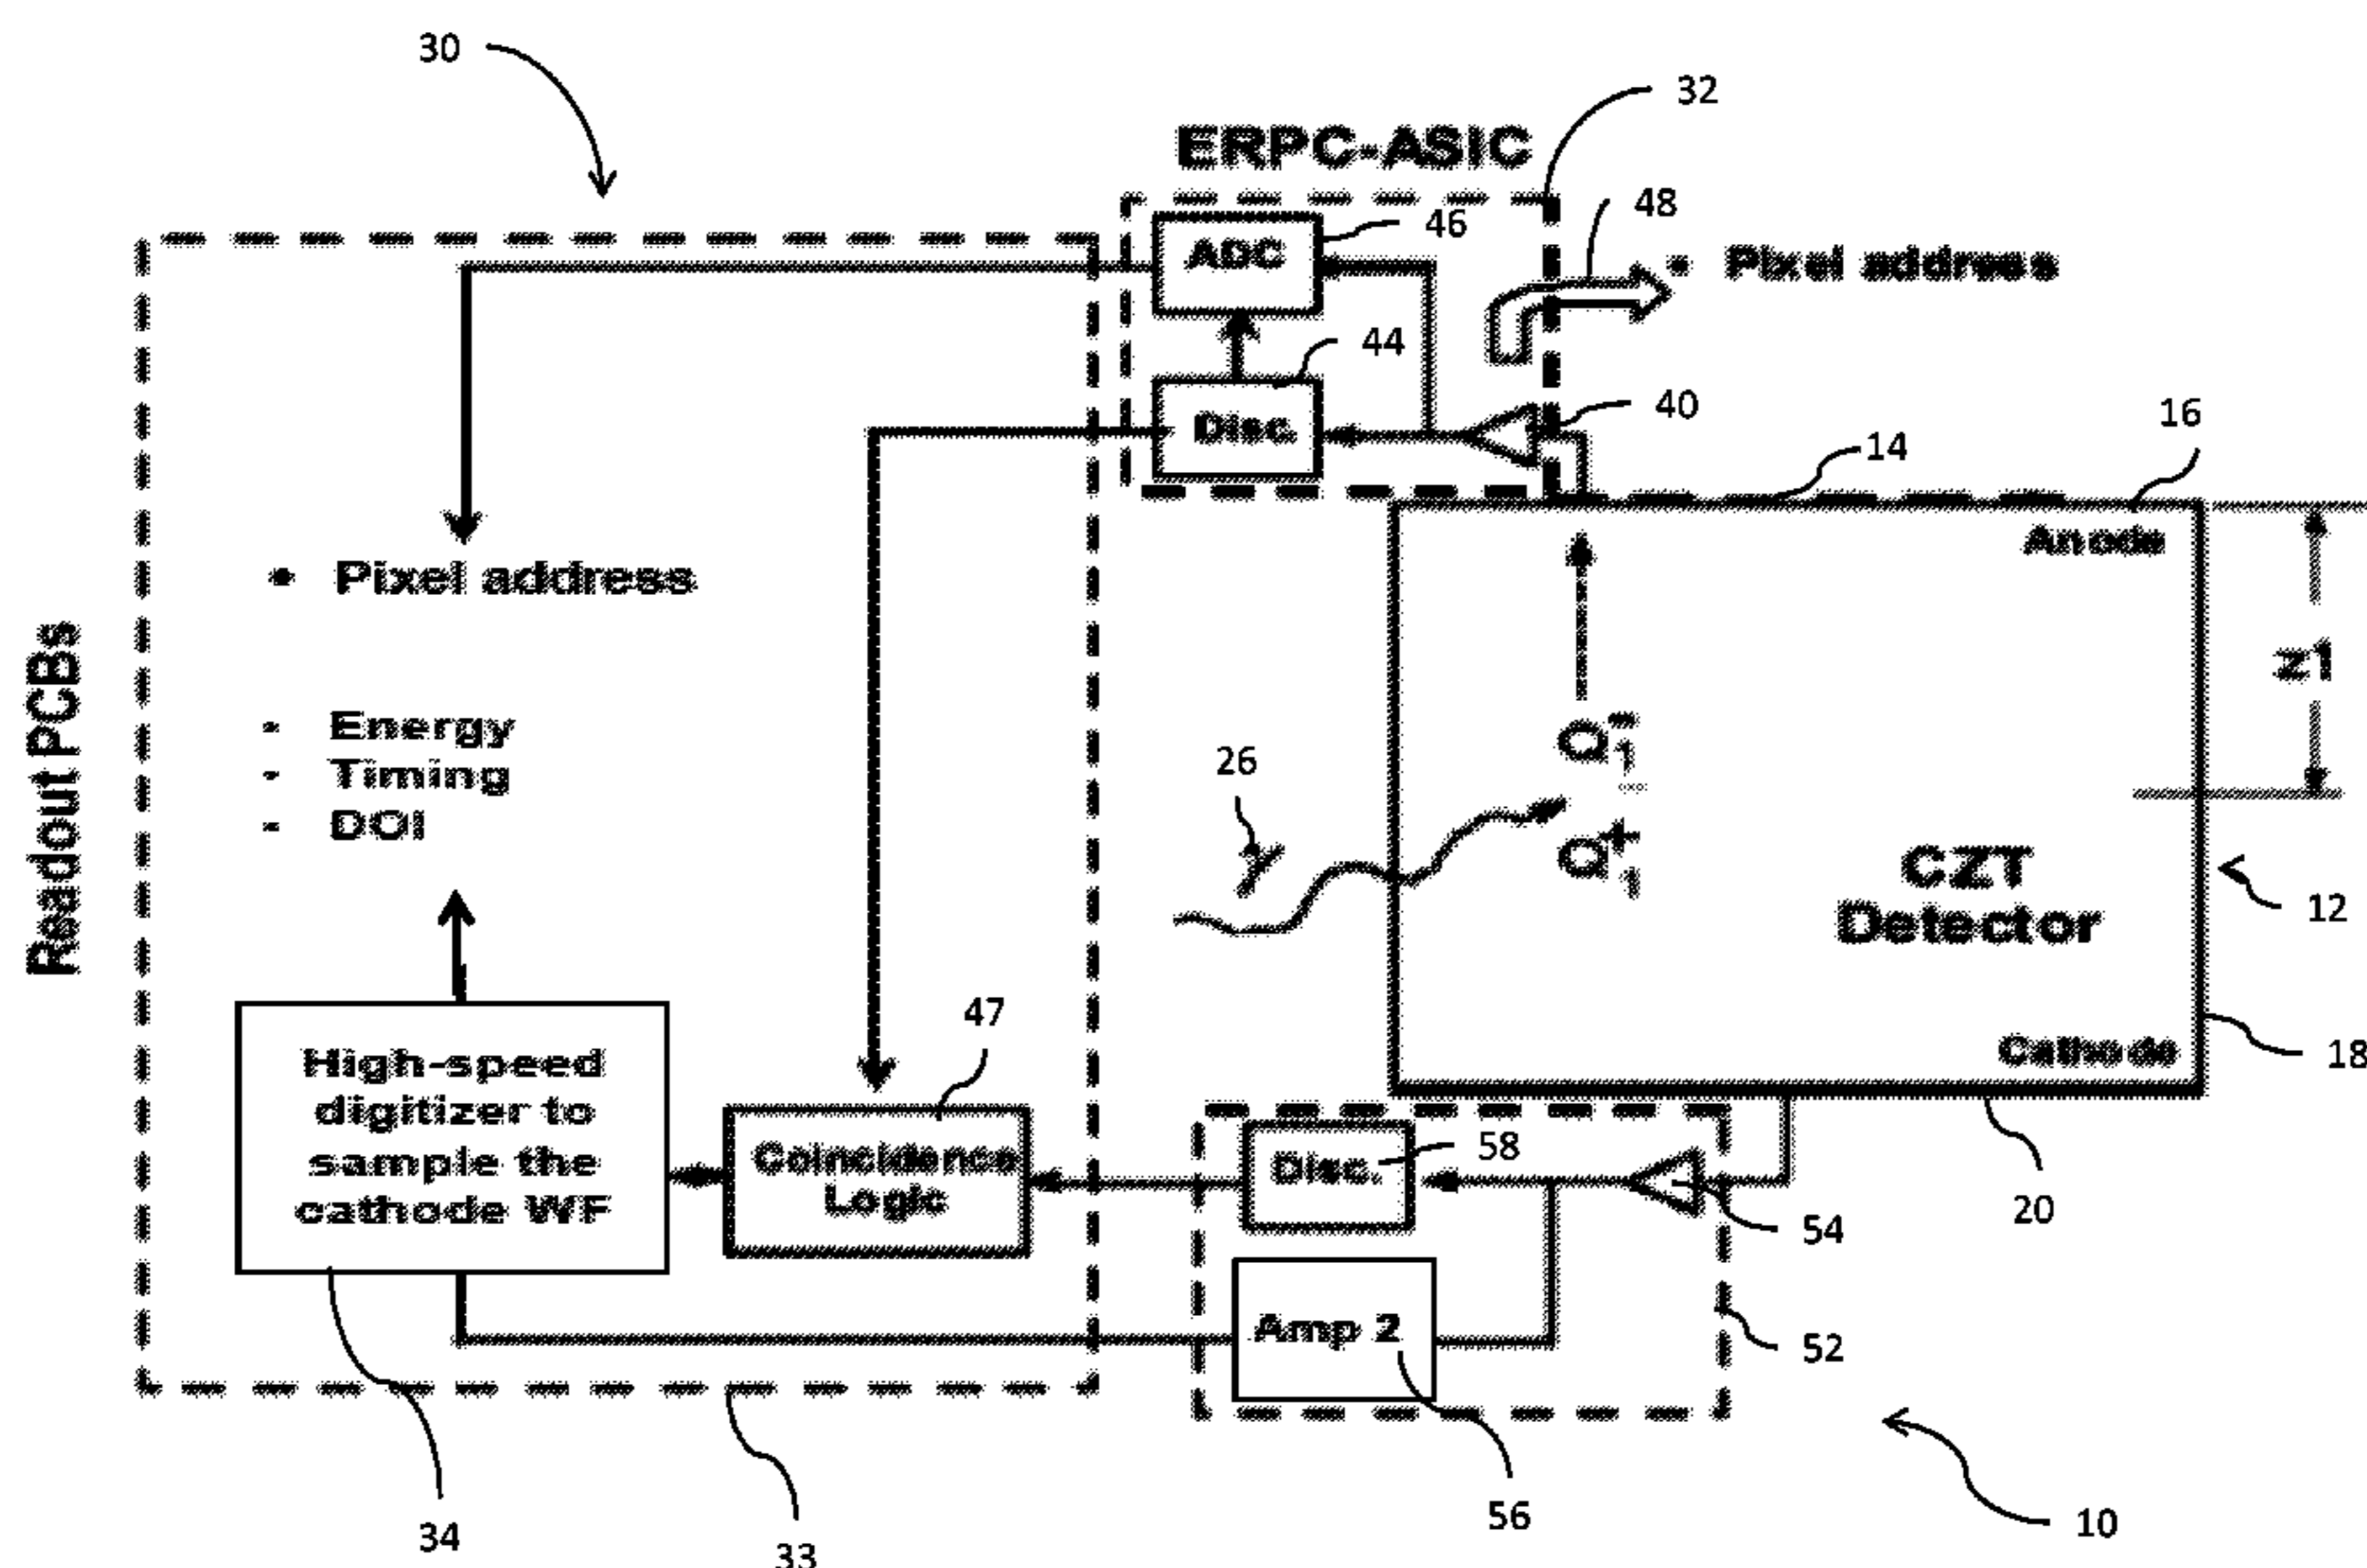 30
32
ERPC-ASIC
48
46
ADC
• Pixel address
44
40
16
Disc.
14
Anode
• Pixel address
Readout PCBs
z1
- Energy
- Timing
- DOI
Q1-
26
γ
Q1+
CZT
Detector
12
47
18
Cathode
High-speed
digitizer to
sample the
cathode WF
Coincidence
Logic
Disc.
58
20
54
Amp 2
52
56
10
34
33